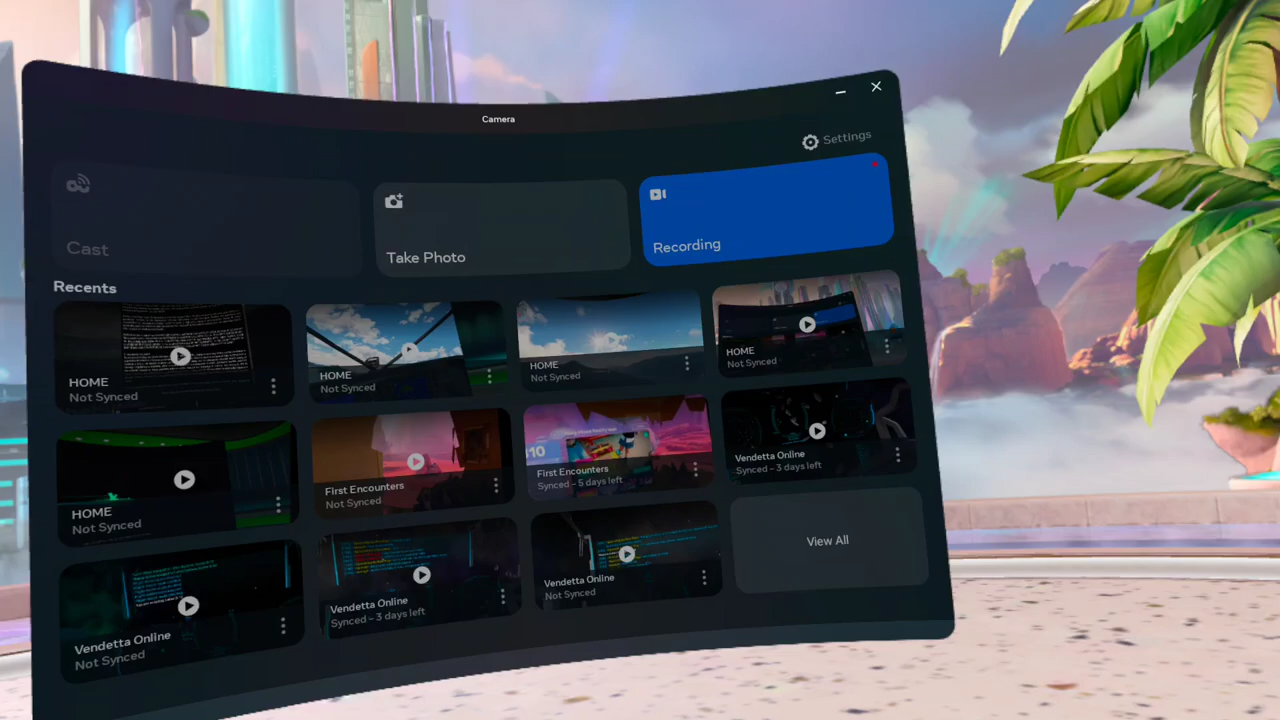 Camera
Settings
Cast
Take Photo
Recording
Recents
HOME
Not Synced
HOME
Not Synced
HOME
Not Synced
HOME
Not Synced
HOME
Not Synced
First Encounters
Not Synced
10
First Encounters
Synced – 5 days left
Vendetta Online
Synced – 3 days left
Vendetta Online
Not Synced
Vendetta Online
Synced – 3 days left
Vendetta Online
Not Synced
View All